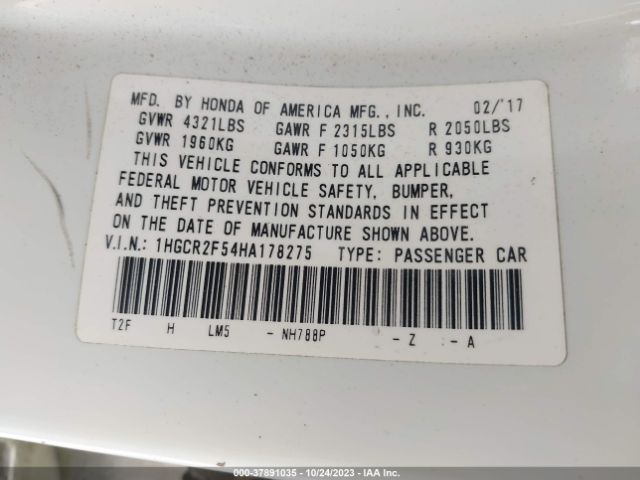 MFD. BY HONDA OF AMERICA MFG., INC. 02/'17
GVWR 4321LBS GAWR F 2315LBS R 2050LBS
GVWR 1960KG GAWR F 1050KG R 930KG
THIS VEHICLE CONFORMS TO ALL APPLICABLE
FEDERAL MOTOR VEHICLE SAFETY, BUMPER,
AND THEFT PREVENTION STANDARDS IN EFFECT
ON THE DATE OF MANUFACTURE SHOWN ABOVE.
V.I.N.: 1HGCR2F54HA178275 TYPE: PASSENGER CAR
T2F H LM5 - NH788P - Z - A
000-37891035 - 10/24/2023 - IAA Inc.